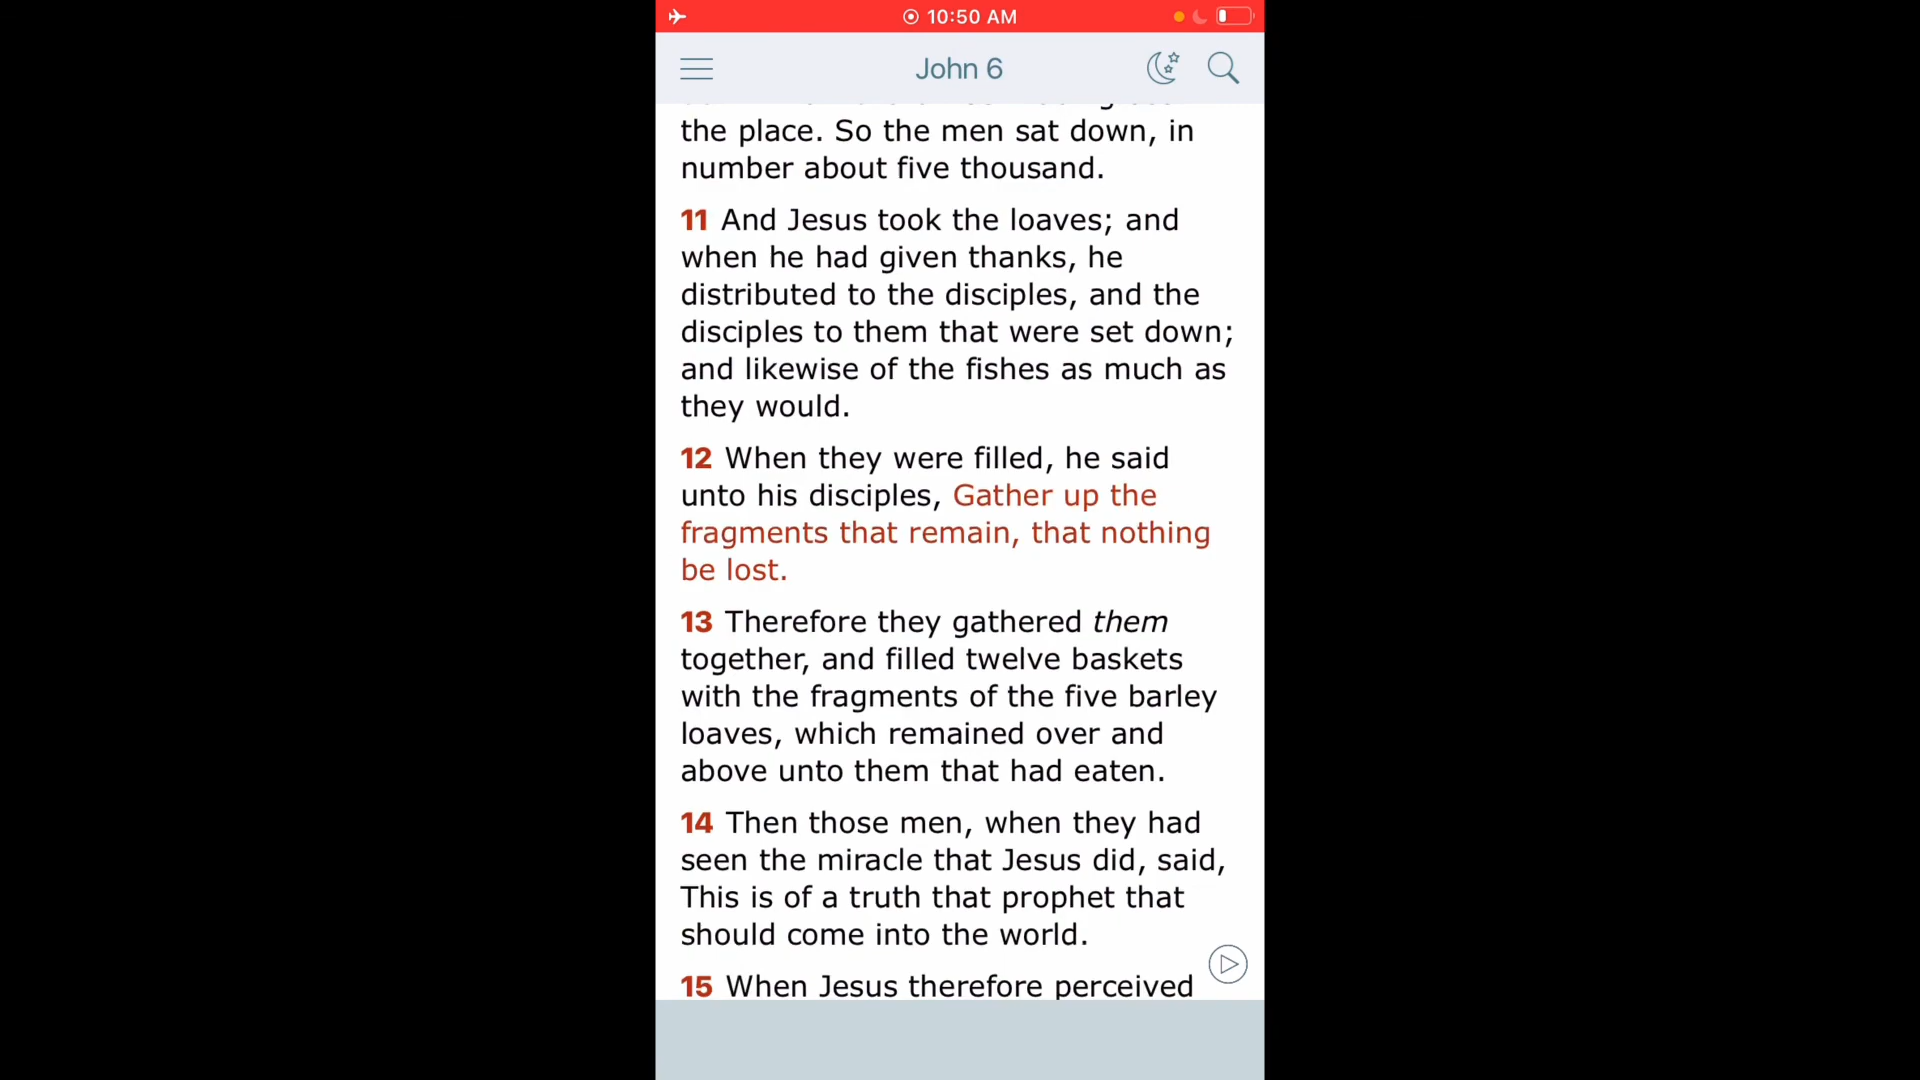 10:50 AM
John 6
the place. So the men sat down, in
number about five thousand.
11 And Jesus took the loaves; and
when he had given thanks, he
distributed to the disciples, and the
disciples to them that were set down;
and likewise of the fishes as much as
they would.
12 When they were filled, he said
unto his disciples, Gather up the
fragments that remain, that nothing
be lost.
13 Therefore they gathered them
together, and filled twelve baskets
with the fragments of the five barley
loaves, which remained over and
above unto them that had eaten.
14 Then those men, when they had
seen the miracle that Jesus did, said,
This is of a truth that prophet that
should come into the world.
15 When Jesus therefore perceived